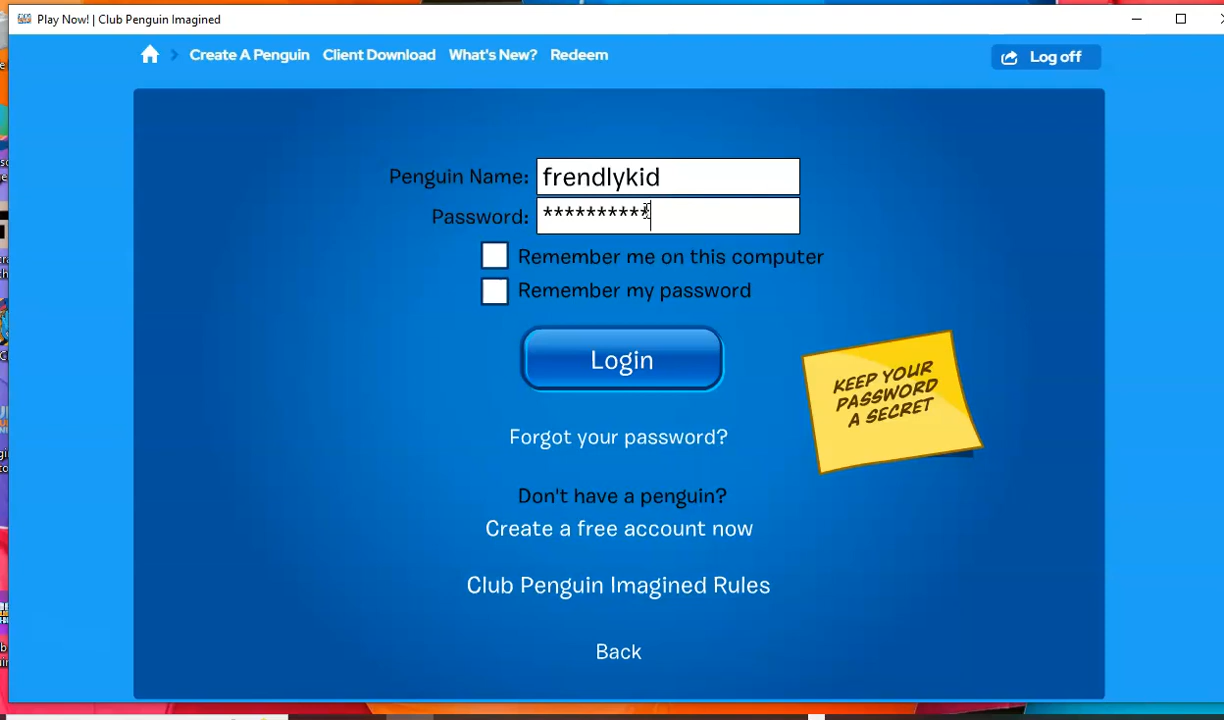 Play Now! | Club Penguin Imagined
Create A Penguin Client Download What's New? Redeem Log off
Penguin Name: frendlykid
Password: **********
Remember me on this computer
Remember my password
Login
KEEP YOUR
PASSWORD
A SECRET
Forgot your password?
Don't have a penguin?
Create a free account now
Club Penguin Imagined Rules
Back